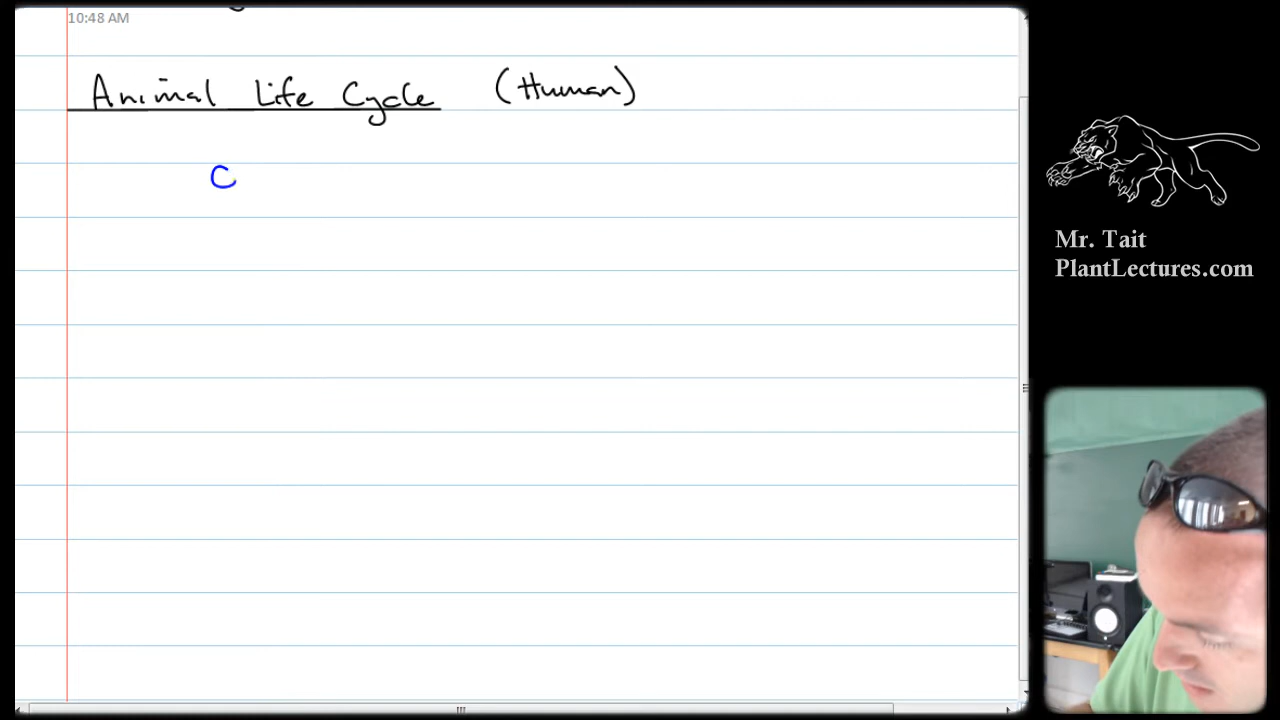 10:48 AM
Animal Life Cycle (Human)
C
Mr. Tait
PlantLectures.com